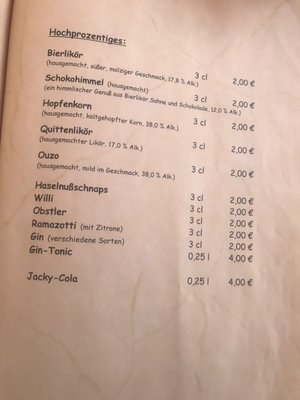 Hochprozentiges:
Bierlikör 3 cl 2,00 €
(hausgemacht, süßer, malziger Geschmack, 17,8 % Alk.)
Schokohimmel (hausgemacht) 3 cl 2,00 €
(ein himmlischer Genuß aus Bierlikör,Sahne und Schokolade, 12,0 % Alk.)
Hopfenkorn 3 cl 2,00 €
(hausgemacht, kaltgehopfter Korn, 38,0 % Alk.)
Quittenlikör 3 cl 2,00 €
(hausgemachter Likör, 17,0 % Alk.)
Ouzo 3 cl 2,00 €
(hausgemacht, mild im Geschmack, 38,0 % Alk.)
Haselnußschnaps 3 cl 2,00 €
Willi 3 cl 2,00 €
Obstler 3 cl 2,00 €
Ramazotti (mit Zitrone) 3 cl 2,00 €
Gin (verschiedene Sorten) 3 cl 2,00 €
Gin-Tonic 0,25 l 4,00 €
Jacky-Cola 0,25 l 4,00 €